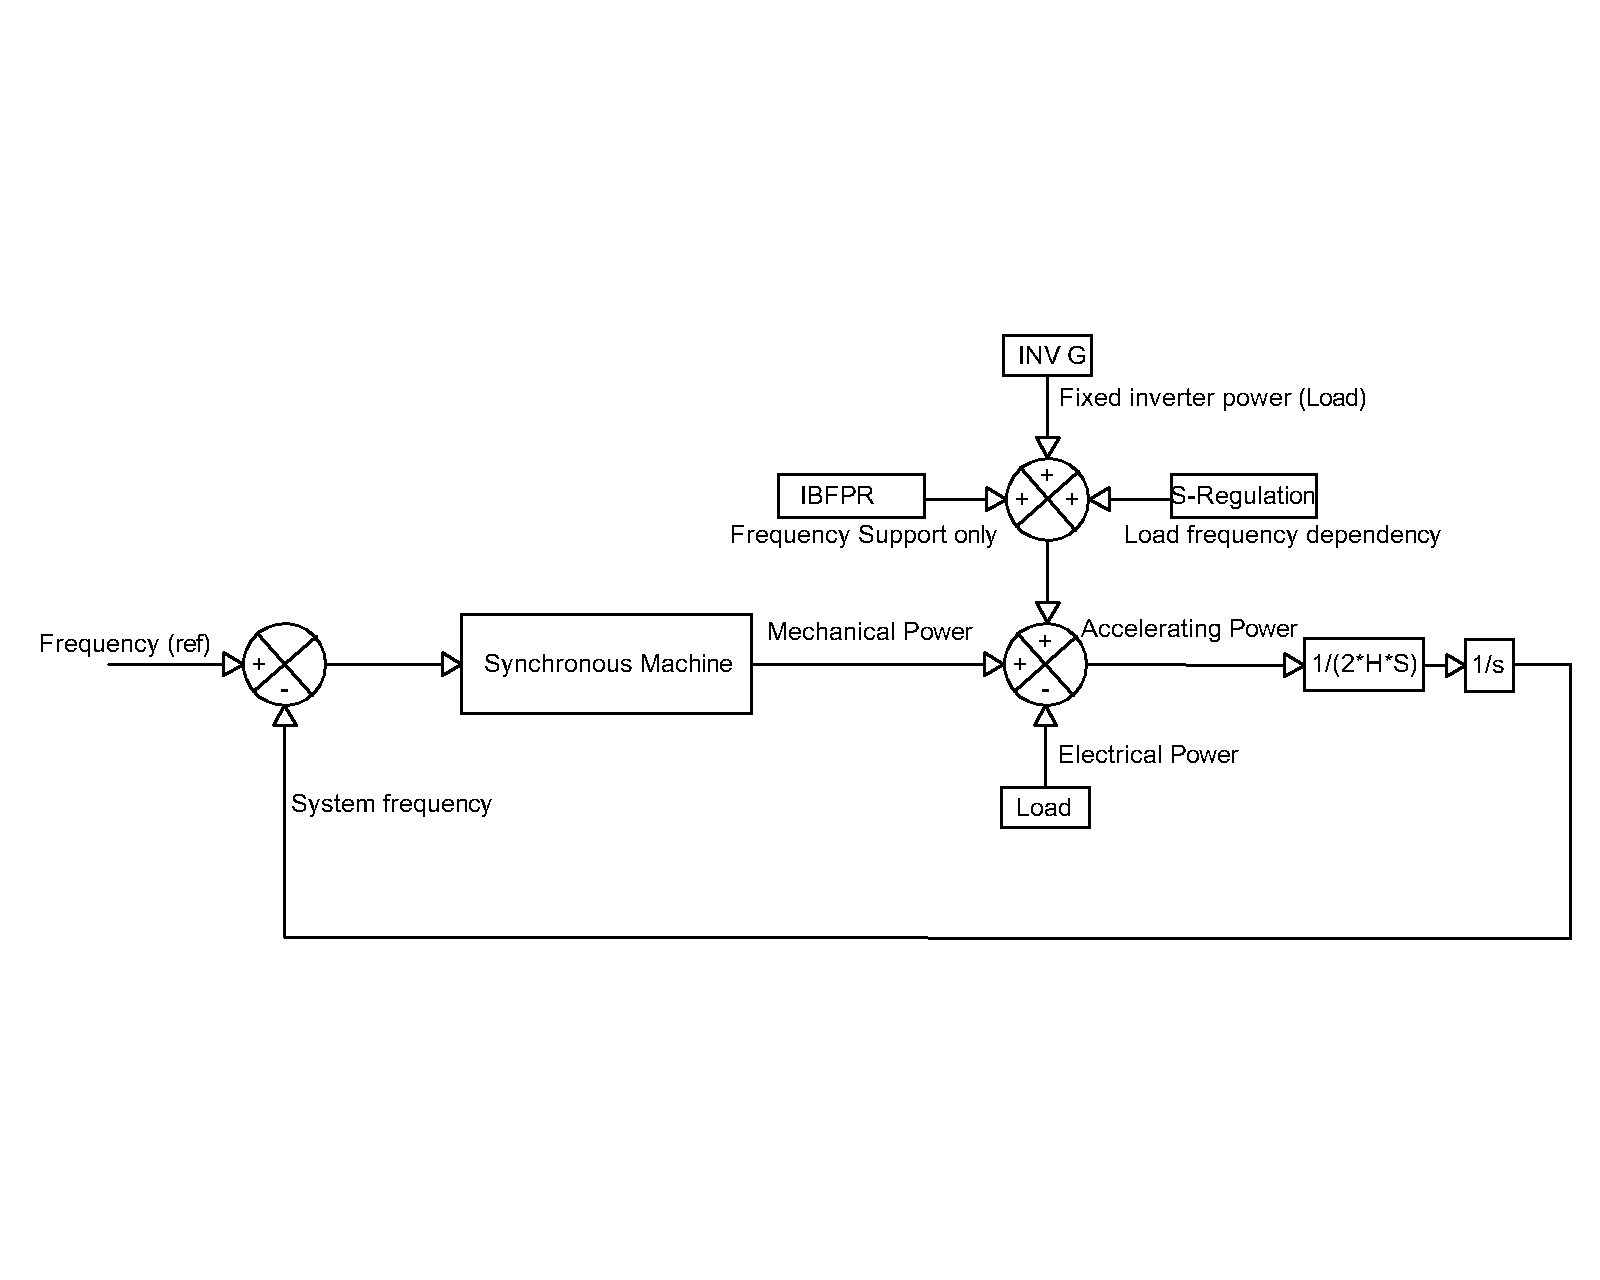 INV G
Fixed inverter power (Load)
+
IBFPR
+
+
S-Regulation
Frequency Support only
Load frequency dependency
Frequency (ref)
+
-
Synchronous Machine
Mechanical Power
+
+
-
Accelerating Power
1/(2*H*S)
1/s
Electrical Power
Load
System frequency